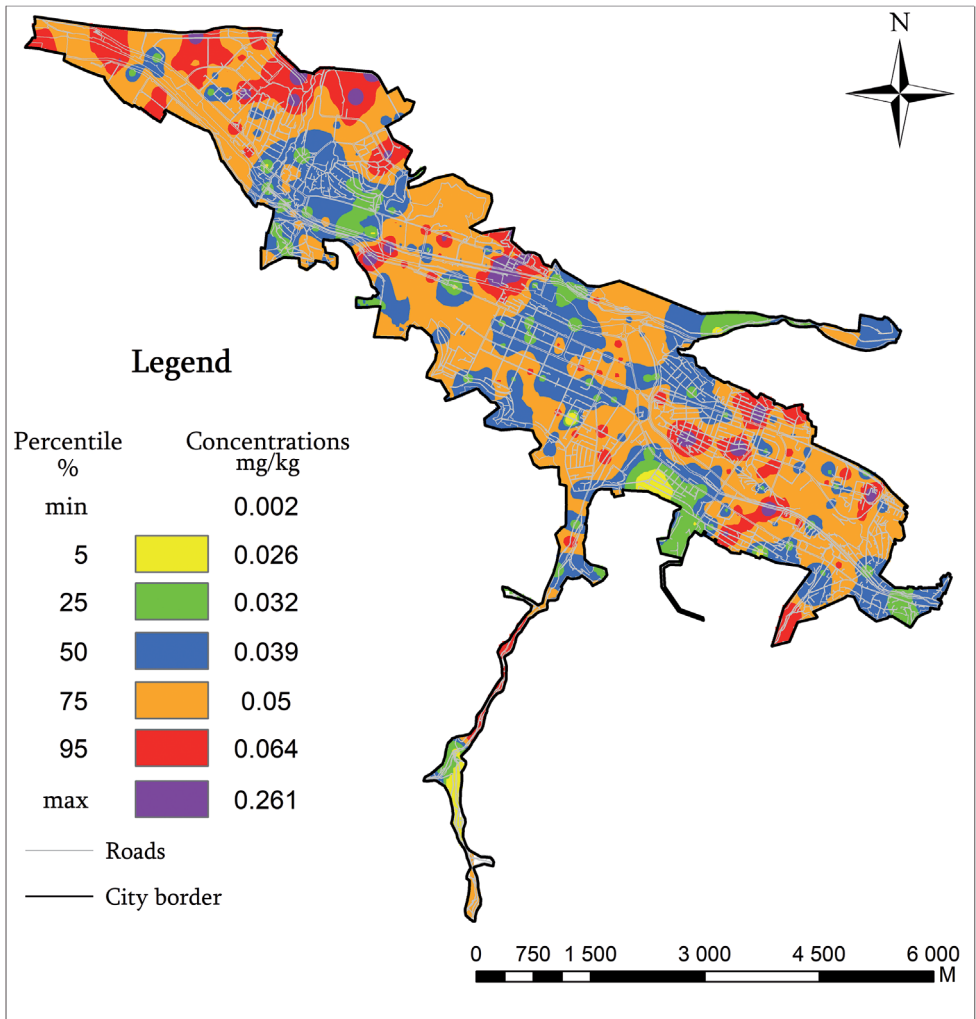 N
Legend
Percentile Concentrations
% mg/kg
min 0.002
5 0.026
25 0.032
50 0.039
75 0.05
95 0.064
max 0.261
Roads
City border
0 750 1 500 3 000 4 500 6 000
M